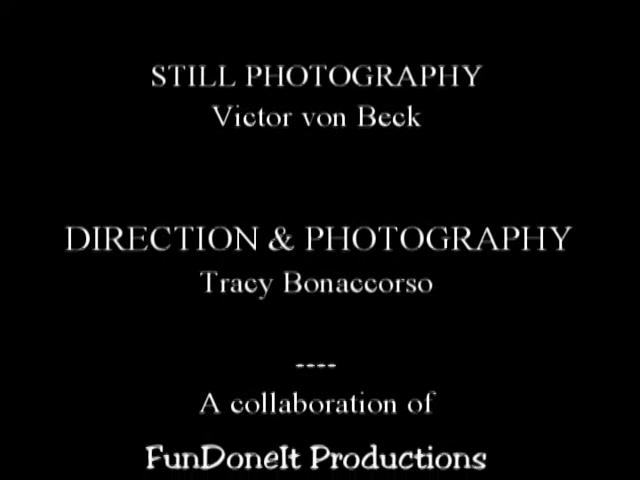 STILL PHOTOGRAPHY
Victor von Beck
DIRECTION & PHOTOGRAPHY
Tracy Bonaccorso
----
A collaboration of
FunDoneIt Productions